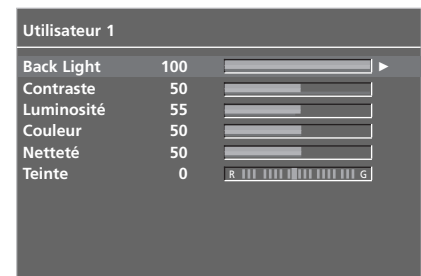 Utilisateur 1
Back Light 100
Contraste 50
Luminosité 55
Couleur 50
Netteté 50
Teinte 0 R G